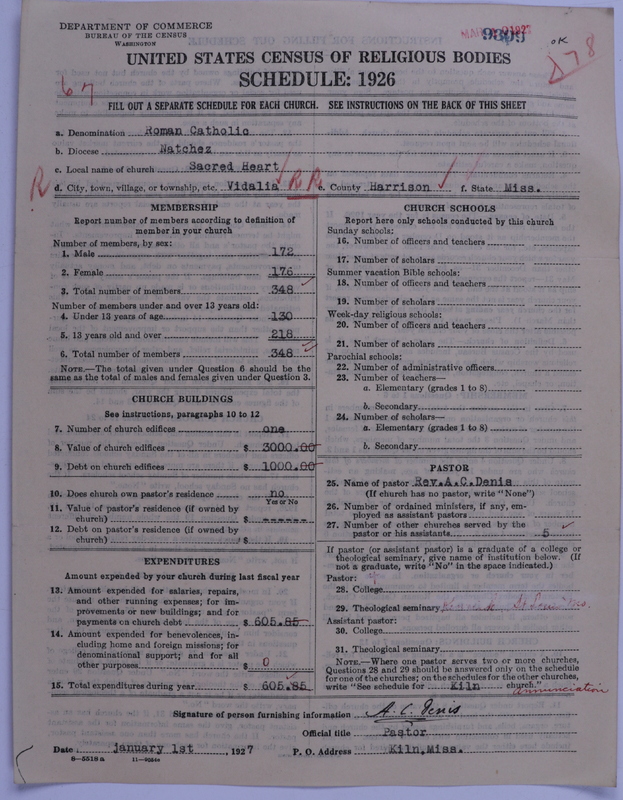 DEPARTMENT OF COMMERCE
BUREAU OF THE CENSUS
WASHINGTON
9309
OK
178
UNITED STATES CENSUS OF RELIGIOUS BODIES
SCHEDULE: 1926
67
FILL OUT A SEPARATE SCHEDULE FOR EACH CHURCH. SEE INSTRUCTIONS ON THE BACK OF THIS SHEET
a. Denomination Roman Catholic
b. Diocese Natchez
c. Local name of church Sacred Heart
R d. City, town, village, or township, etc. Vidalia R R e. County Harrison f. State Miss.
MEMBERSHIP
Report number of members according to definition of
member in your church
Number of members, by sex:
1. Male 172
2. Female 176
3. Total number of members 348
Number of members under and over 13 years old:
4. Under 13 years of age 130
5. 13 years old and over 218
6. Total number of members 348
NOTE.—The total given under Question 6 should be the
same as the total of males and females given under Question 3.
CHURCH BUILDINGS
See instructions, paragraphs 10 to 12
7. Number of church edifices one
8. Value of church edifices $ 3000.00
9. Debt on church edifices $ 1000.00
10. Does church own pastor's residence no
Yes or No
11. Value of pastor's residence (if owned by
church) $ ------
12. Debt on pastor's residence (if owned by
church) $
EXPENDITURES
Amount expended by your church during last fiscal year
13. Amount expended for salaries, repairs,
and other running expenses; for im-
provements or new buildings; and for
payments on church debt $ 605.85
14. Amount expended for benevolences, in-
cluding home and foreign missions; for
denominational support; and for all
other purposes $ 0
15. Total expenditures during year $ 605.85
CHURCH SCHOOLS
Report here only schools conducted by this church
Sunday schools:
16. Number of officers and teachers
17. Number of scholars
Summer vacation Bible schools:
18. Number of officers and teachers
19. Number of scholars
Week-day religious schools:
20. Number of officers and teachers
21. Number of scholars
Parochial schools:
22. Number of administrative officers
23. Number of teachers—
a. Elementary (grades 1 to 8)
b. Secondary
24. Number of scholars—
a. Elementary (grades 1 to 8)
b. Secondary
PASTOR
25. Name of pastor Rev.A.C.Denis
(If church has no pastor, write "None")
26. Number of ordained ministers, if any, em-
ployed as assistant pastors
27. Number of other churches served by the
pastor or his assistants 5
If pastor (or assistant pastor) is a graduate of a college or
theological seminary, give name of institution below. (If
not a graduate, write "No" in the space indicated.)
Pastor:
28. College
29. Theological seminary Kenrick St Louis Mo.
Assistant pastor:
30. College
31. Theological seminary
NOTE.—Where one pastor serves two or more churches,
Questions 28 and 29 should be answered only on the schedule
for one of the churches; on the schedules for the other churches,
write "See schedule for Kiln church."
annunciation
Signature of person furnishing information A. C. Denis
Official title Pastor
Date january 1st, 1927 P. O. Address Kiln, Miss.
8—5518 a 11—9024a